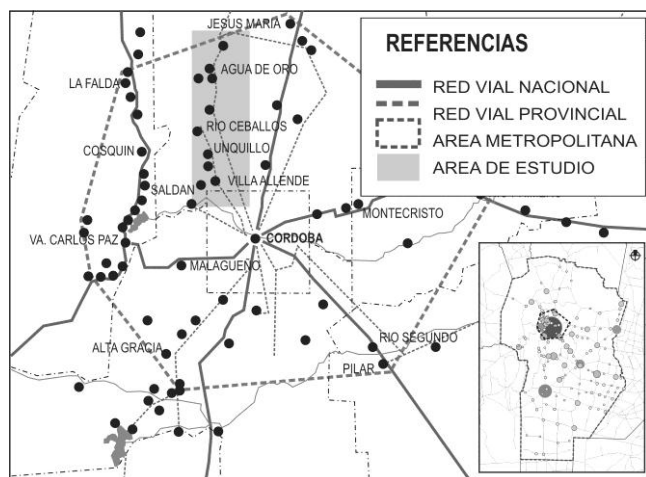 JESUS MARIA
REFERENCIAS
RED VIAL NACIONAL
RED VIAL PROVINCIAL
AREA METROPOLITANA
AREA DE ESTUDIO
AGUA DE ORO
LA FALDA
RIO CEBALLOS
COSQUIN
UNQUILLO
VILLA ALLENDE
SALDAN
MONTECRISTO
VA. CARLOS PAZ
CORDOBA
MALAGUEÑO
ALTA GRACIA
RIO SEGUNDO
PILAR